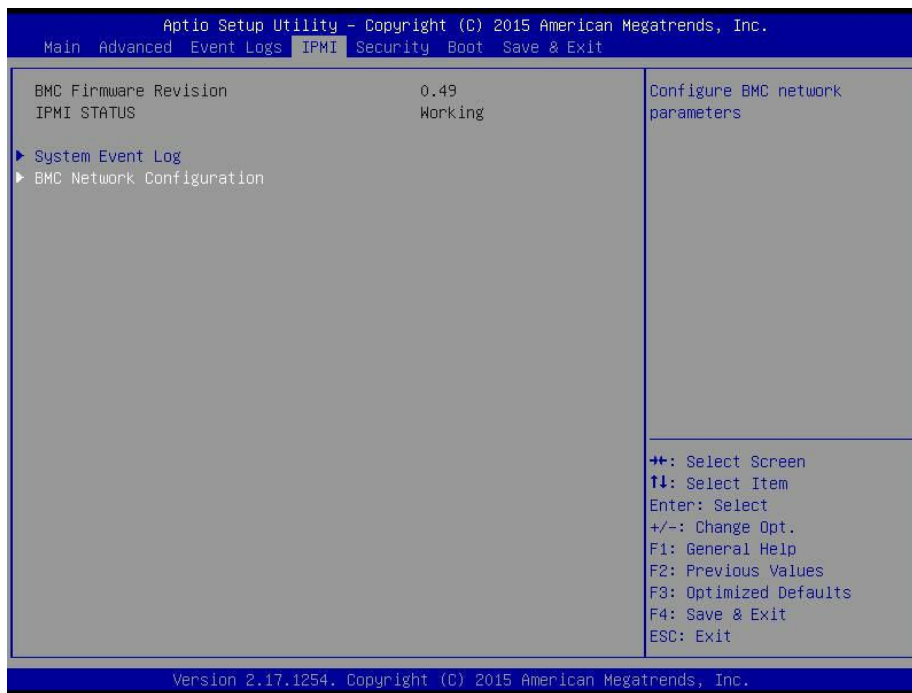 Aptio Setup Utility – Copyright (C) 2015 American Megatrends, Inc.
Main Advanced Event Logs IPMI Security Boot Save & Exit
BMC Firmware Revision 0.49
IPMI STATUS Working
▶ System Event Log
▶ BMC Network Configuration
Configure BMC network
parameters
→←: Select Screen
↑↓: Select Item
Enter: Select
+/-: Change Opt.
F1: General Help
F2: Previous Values
F3: Optimized Defaults
F4: Save & Exit
ESC: Exit
Version 2.17.1254. Copyright (C) 2015 American Megatrends, Inc.